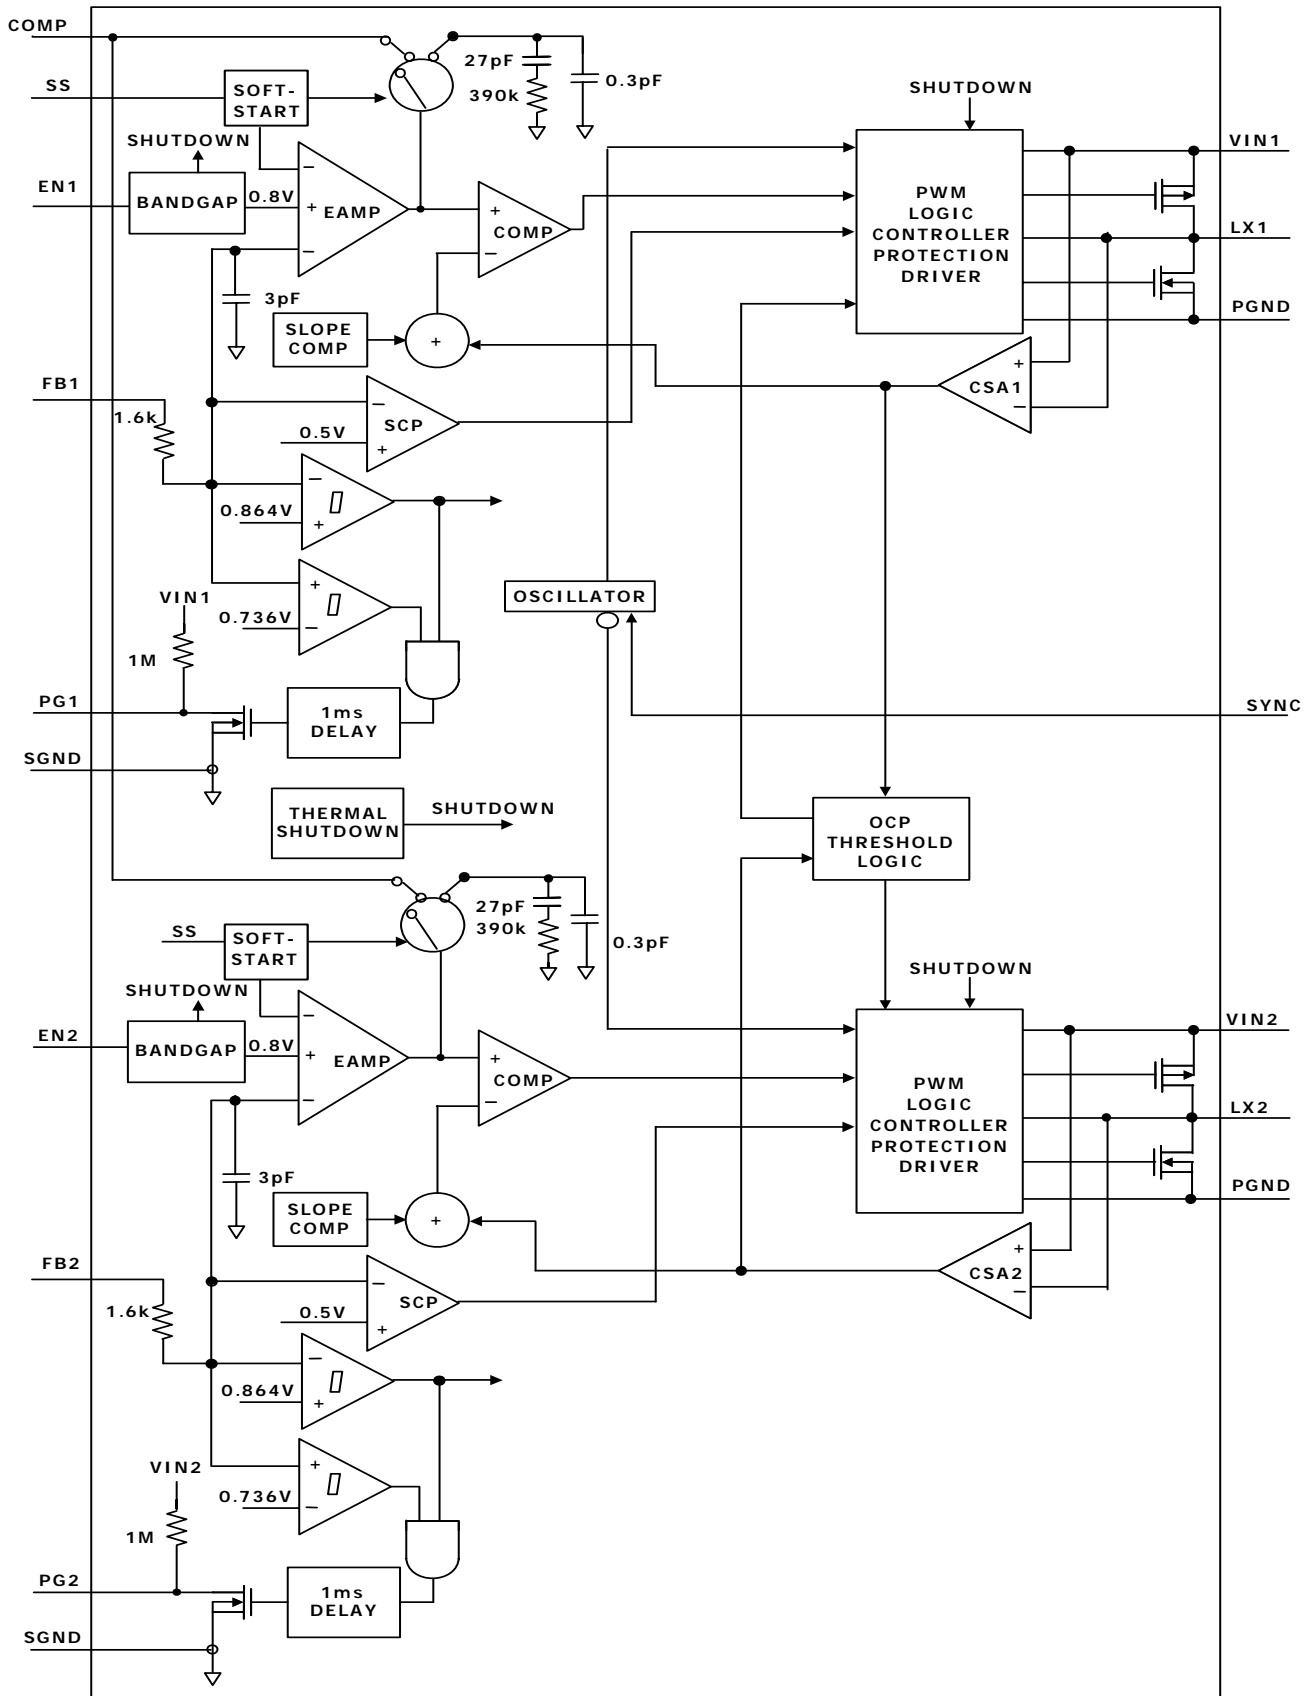 COMP
27pF
390k
0.3pF
SS
SOFT-
START
SHUTDOWN
SHUTDOWN
VIN1
EN1
BANDGAP
0.8V
−
+
−
EAMP
+
−
COMP
PWM
LOGIC
CONTROLLER
PROTECTION
DRIVER
LX1
3pF
SLOPE
COMP
+
PGND
+
−
CSA1
FB1
1.6k
−
+
SCP
0.5V
−
+
0.864V
VIN1
+
−
0.736V
OSCILLATOR
1M
PG1
1ms
DELAY
SYNC
SGND
THERMAL
SHUTDOWN
SHUTDOWN
OCP
THRESHOLD
LOGIC
27pF
390k
0.3pF
SS
SOFT-
START
SHUTDOWN
SHUTDOWN
VIN2
EN2
BANDGAP
0.8V
−
+
−
EAMP
+
−
COMP
PWM
LOGIC
CONTROLLER
PROTECTION
DRIVER
LX2
3pF
SLOPE
COMP
+
PGND
+
−
CSA2
FB2
1.6k
−
+
SCP
0.5V
−
+
0.864V
VIN2
+
−
0.736V
1M
PG2
1ms
DELAY
SGND